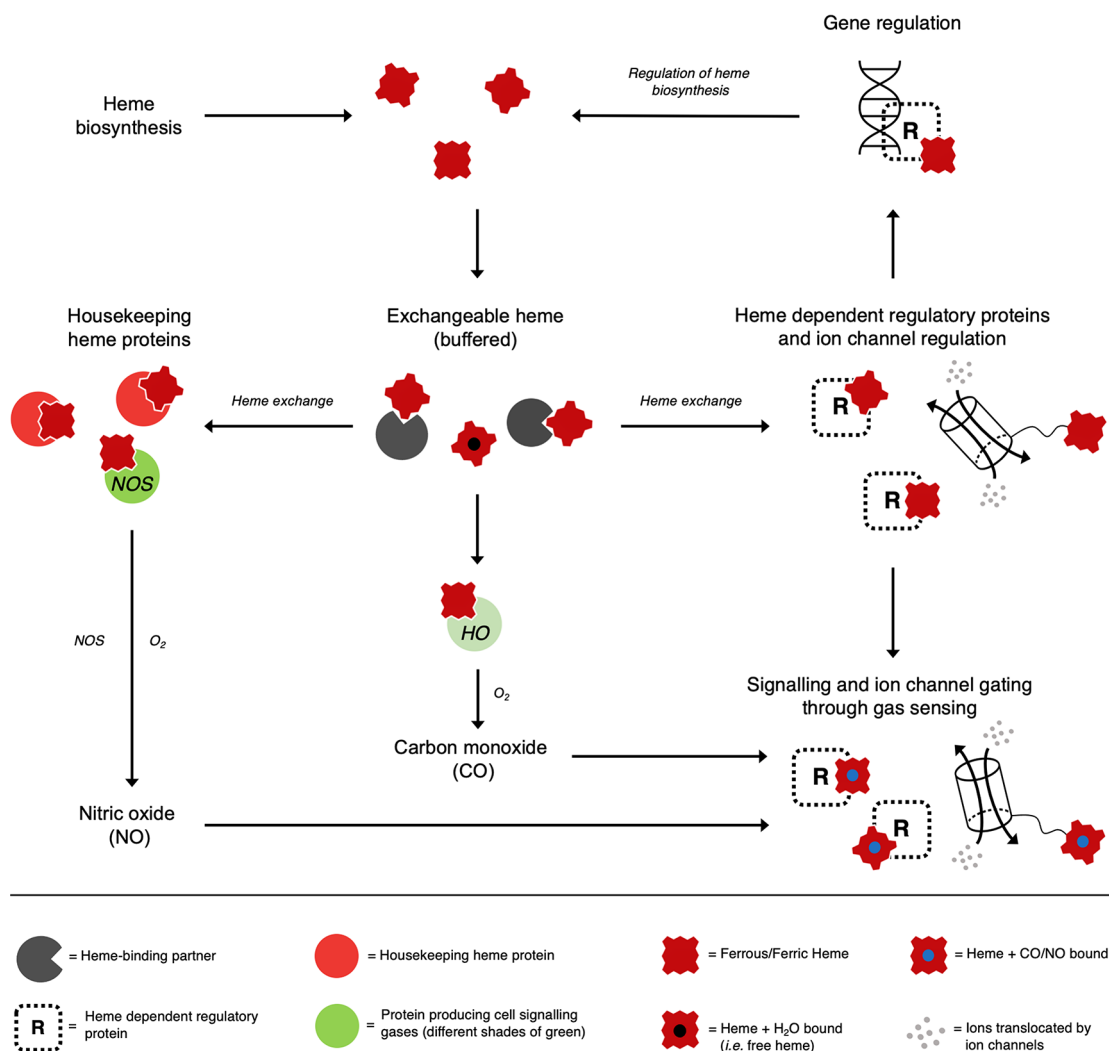 Gene regulation
Heme
biosynthesis
Regulation of heme
biosynthesis
R
Housekeeping
heme proteins
Exchangeable heme
(buffered)
Heme dependent regulatory proteins
and ion channel regulation
Heme exchange
Heme exchange
R
NOS
R
HO
NOS
O₂
O₂
Signalling and ion channel gating
through gas sensing
Carbon monoxide
(CO)
R
Nitric oxide
(NO)
R
= Heme-binding partner
= Housekeeping heme protein
= Ferrous/Ferric Heme
= Heme + CO/NO bound
R
= Heme dependent regulatory
protein
= Protein producing cell signalling
gases (different shades of green)
= Heme + H₂O bound
(i.e. free heme)
= Ions translocated by
ion channels